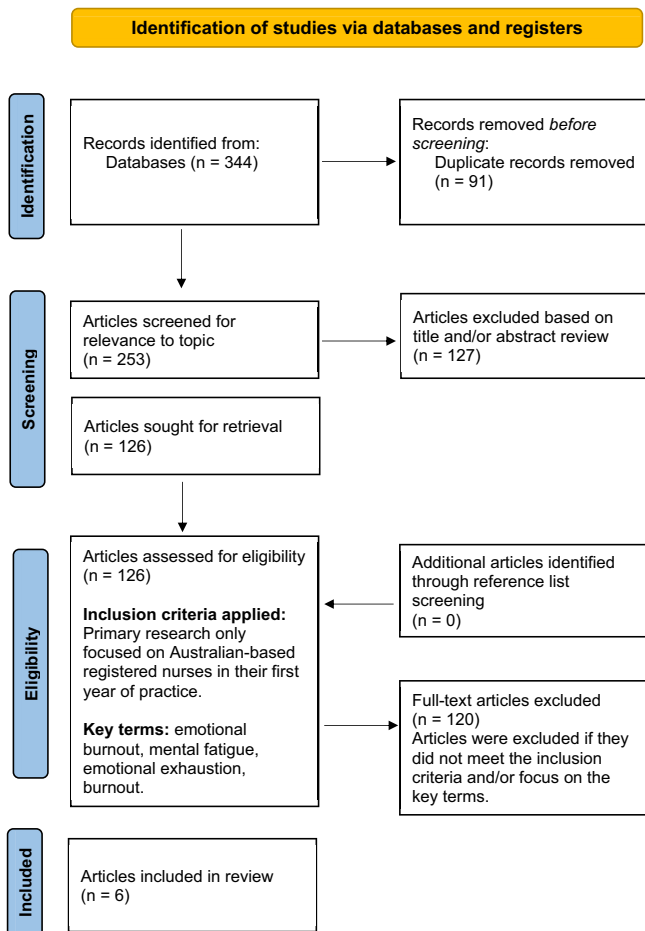 Identification of studies via databases and registers
Identification
Records identified from:
Databases (n = 344)
Records removed before
screening:
Duplicate records removed
(n = 91)
Screening
Articles screened for
relevance to topic
(n = 253)
Articles excluded based on
title and/or abstract review
(n = 127)
Articles sought for retrieval
(n = 126)
Eligibility
Articles assessed for eligibility
(n = 126)
Inclusion criteria applied:
Primary research only
focused on Australian-based
registered nurses in their first
year of practice.
Key terms: emotional
burnout, mental fatigue,
emotional exhaustion,
burnout.
Additional articles identified
through reference list
screening
(n = 0)
Full-text articles excluded
(n = 120)
Articles were excluded if they
did not meet the inclusion
criteria and/or focus on the
key terms.
Included
Articles included in review
(n = 6)